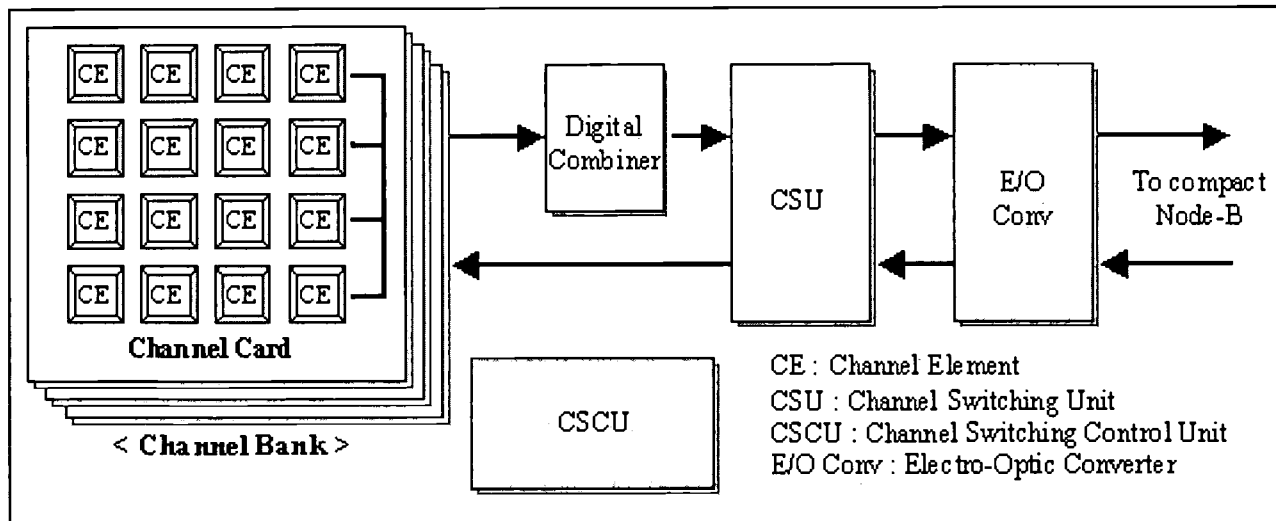 CE CE CE CE
CE CE CE CE
CE CE CE CE
CE CE CE CE
Channel Card
< Channel Bank >
Digital
Combiner
CSU
E/O
Conv
To compact
Node-B
CSCU
CE : Channel Element
CSU : Channel Switching Unit
CSCU : Channel Switching Control Unit
E/O Conv : Electro-Optic Converter